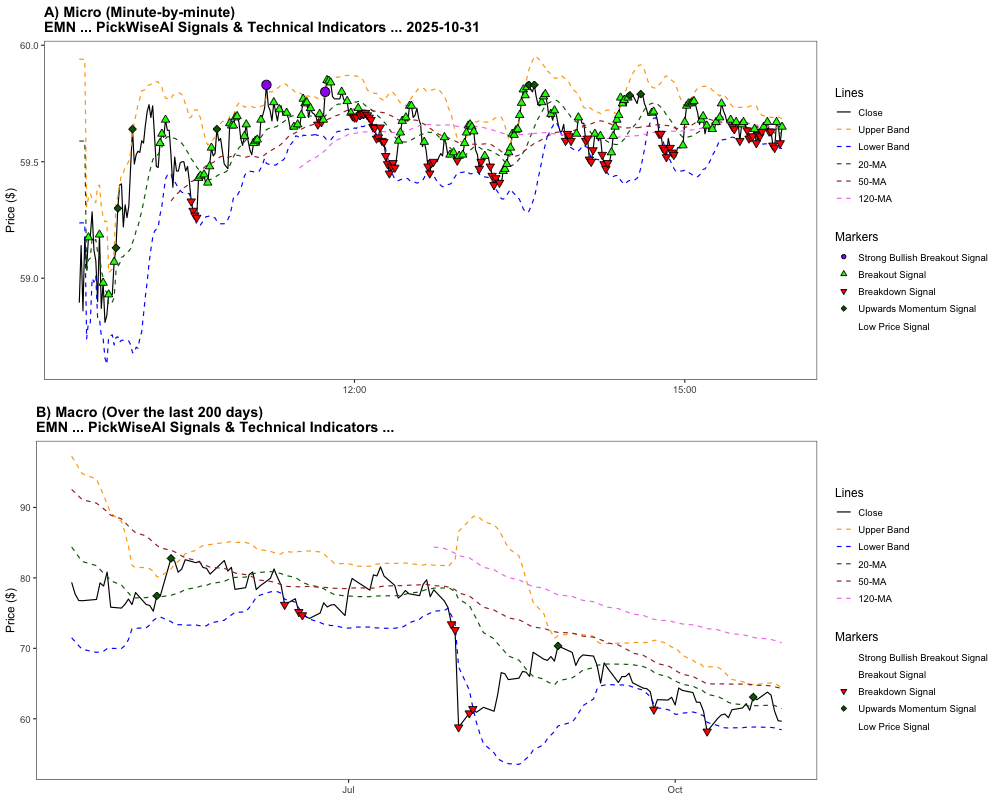 A) Micro (Minute-by-minute)
EMN ... PickWiseAI Signals & Technical Indicators ... 2025-10-31
60.0
59.5
59.0
Price ($)
12:00
15:00
Lines
Close
Upper Band
Lower Band
20-MA
50-MA
120-MA
Markers
Strong Bullish Breakout Signal
Breakout Signal
Breakdown Signal
Upwards Momentum Signal
Low Price Signal
B) Macro (Over the last 200 days)
EMN ... PickWiseAI Signals & Technical Indicators ...
90
80
70
60
Price ($)
Jul
Oct
Lines
Close
Upper Band
Lower Band
20-MA
50-MA
120-MA
Markers
Strong Bullish Breakout Signal
Breakout Signal
Breakdown Signal
Upwards Momentum Signal
Low Price Signal